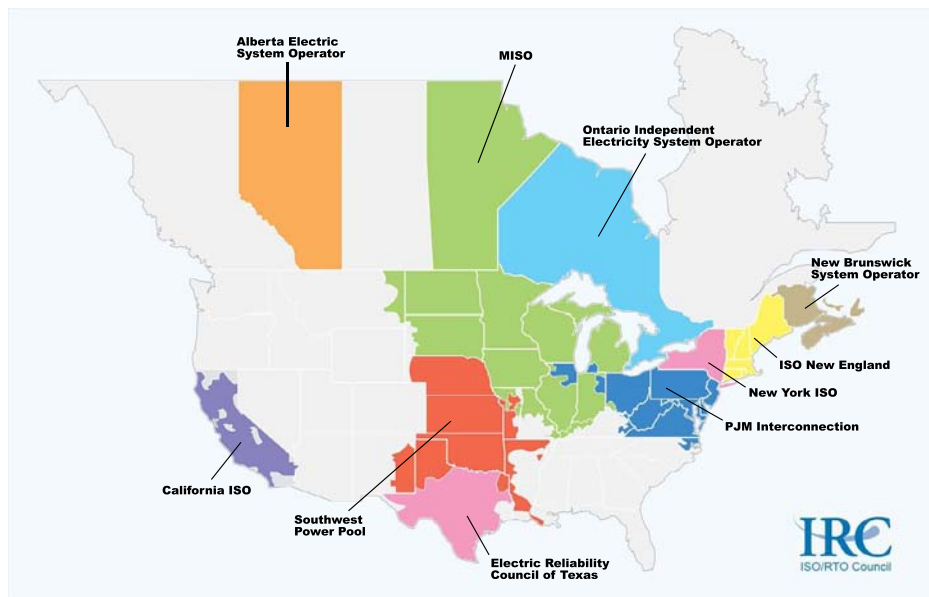 Alberta Electric
System Operator
MISO
Ontario Independent
Electricity System Operator
New Brunswick
System Operator
ISO New England
New York ISO
PJM Interconnection
California ISO
Southwest
Power Pool
Electric Reliability
Council of Texas
IRC
ISO/RTO Council